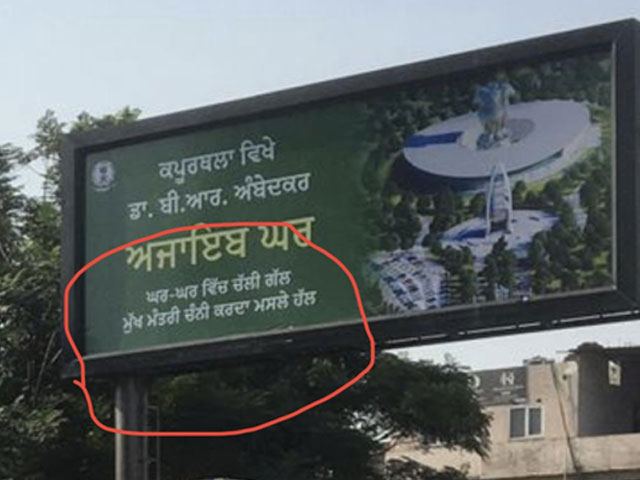 ਕਪੂਰਥਲਾ ਵਿਖੇ
ਡਾ. ਬੀ.ਆਰ. ਅੰਬੇਦਕਰ
ਅਜਾਇਬ ਘਰ
ਘਰ-ਘਰ ਵਿੱਚ ਚੱਲੀ ਗੱਲ
ਮੁੱਖ ਮੰਤਰੀ ਚੰਨੀ ਕਰਦਾ ਮਸਲੇ ਹੱਲ